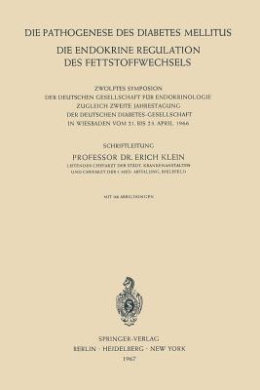 DIE PATHOGENESE DES DIABETES MELLITUS
DIE ENDOKRINE REGULATION
DES FETTSTOFFWECHSELS
ZWÖLFTES SYMPOSION
DER DEUTSCHEN GESELLSCHAFT FÜR ENDOKRINOLOGIE
ZUGLEICH ZWEITE JAHRESTAGUNG
DER DEUTSCHEN DIABETES-GESELLSCHAFT
IN WIESBADEN VOM 21. BIS 23. APRIL 1966
SCHRIFTLEITUNG
PROFESSOR DR. ERICH KLEIN
LEITENDER CHEFARZT DER STÄDT. KRANKENANSTALTEN
UND CHEFARZT DER I. MED. ABTEILUNG, BIELEFELD
MIT ABBILDUNGEN
SPRINGER-VERLAG
BERLIN · HEIDELBERG · NEW YORK
1967